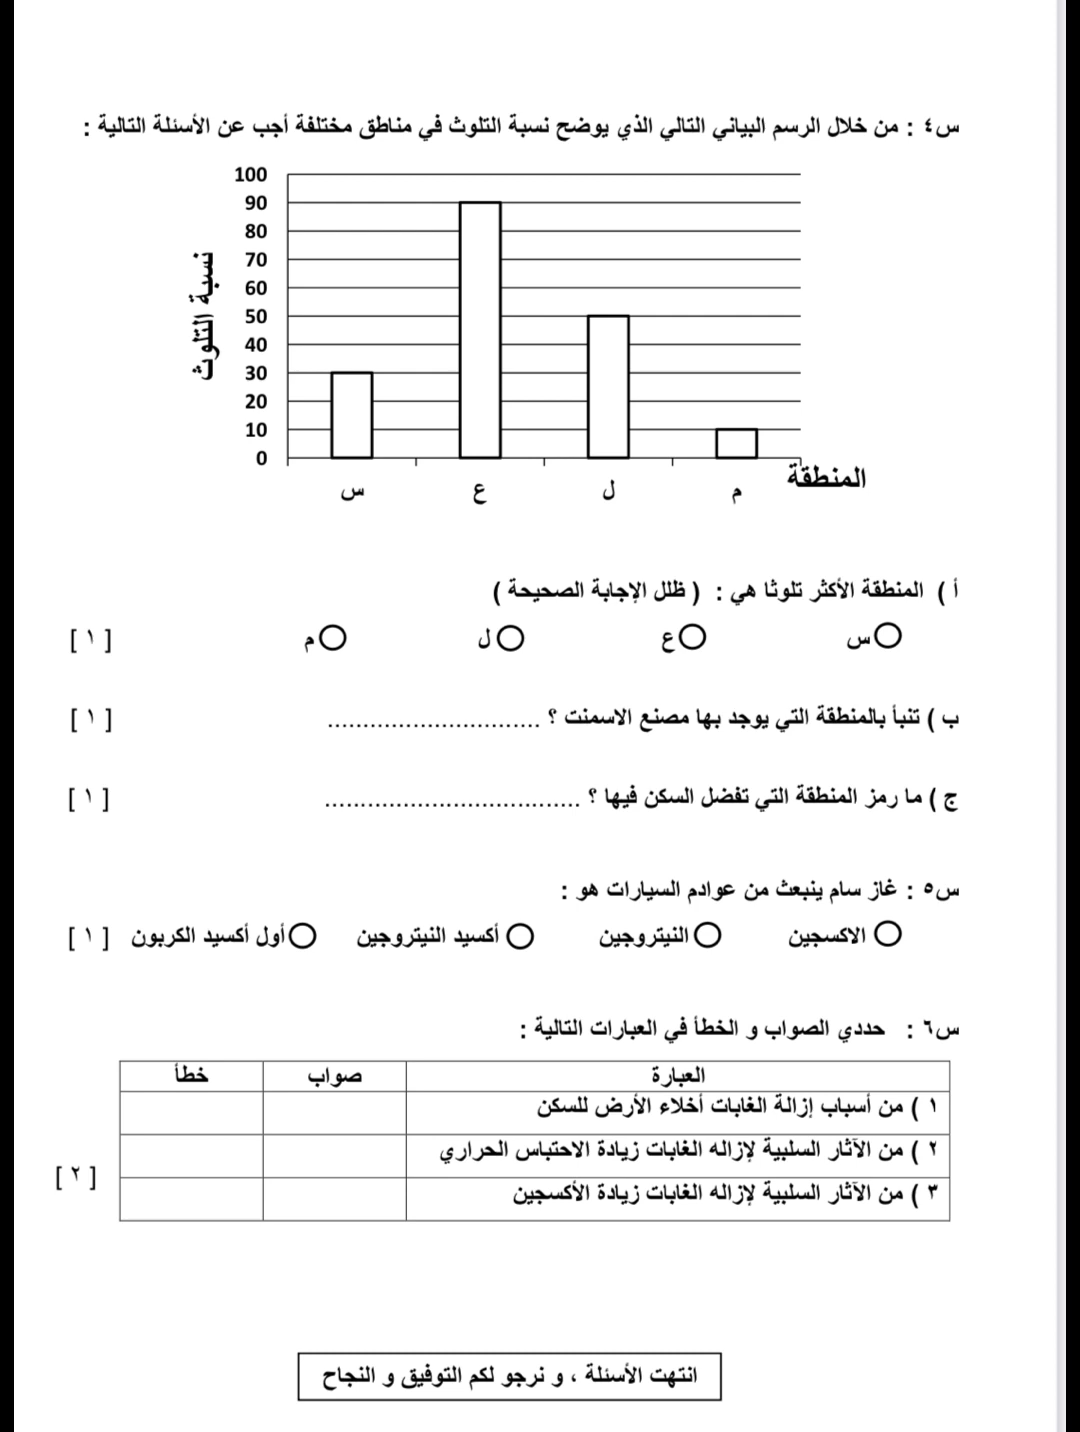 س٤ : من خلال الرسم البياني التالي الذي يوضح نسبة التلوث في مناطق مختلفة أجب عن الأسئلة التالية :
100
90
80
70
60
50
40
30
20
10
0
نسبة التلوث
س ع ل م
المنطقة
أ ) المنطقة الأكثر تلوثا هي : ( ظلل الإجابة الصحيحة )
س ع ل م [ ١ ]
ب ) تنبأ بالمنطقة التي يوجد بها مصنع الاسمنت ؟ .............................. [ ١ ]
ج ) ما رمز المنطقة التي تفضل السكن فيها ؟ .................................... [ ١ ]
س٥ : غاز سام ينبعث من عوادم السيارات هو :
الاكسجين النيتروجين أكسيد النيتروجين أول أكسيد الكربون [ ١ ]
س٦ : حددي الصواب و الخطأ في العبارات التالية :
العبارة صواب خطأ
١ ) من أسباب إزالة الغابات أخلاء الأرض للسكن
٢ ) من الآثار السلبية لإزاله الغابات زيادة الاحتباس الحراري
[ ٢ ]
٣ ) من الآثار السلبية لإزاله الغابات زيادة الأكسجين
انتهت الأسئلة ، و نرجو لكم التوفيق و النجاح